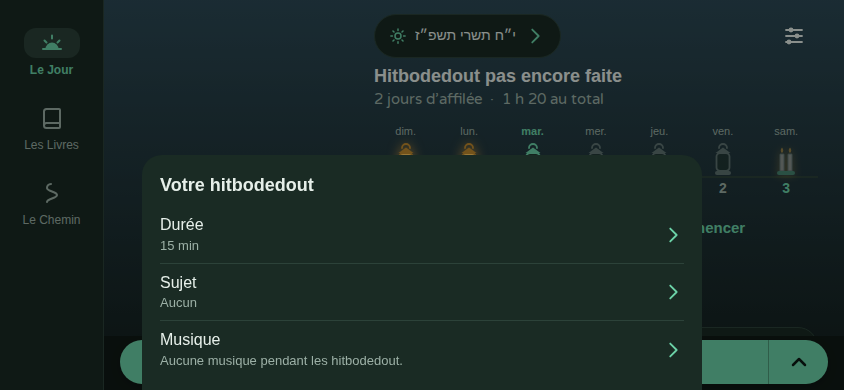 Le Jour
Les Livres
Le Chemin
י״ח תשרי תשפ״ז
Hitbodedout pas encore faite
2 jours d'affilée · 1 h 20 au total
dim. lun. mar. mer. jeu. ven. sam.
2 3
Votre hitbodedout
Durée
15 min
Sujet
Aucun
Musique
Aucune musique pendant les hitbodedout.